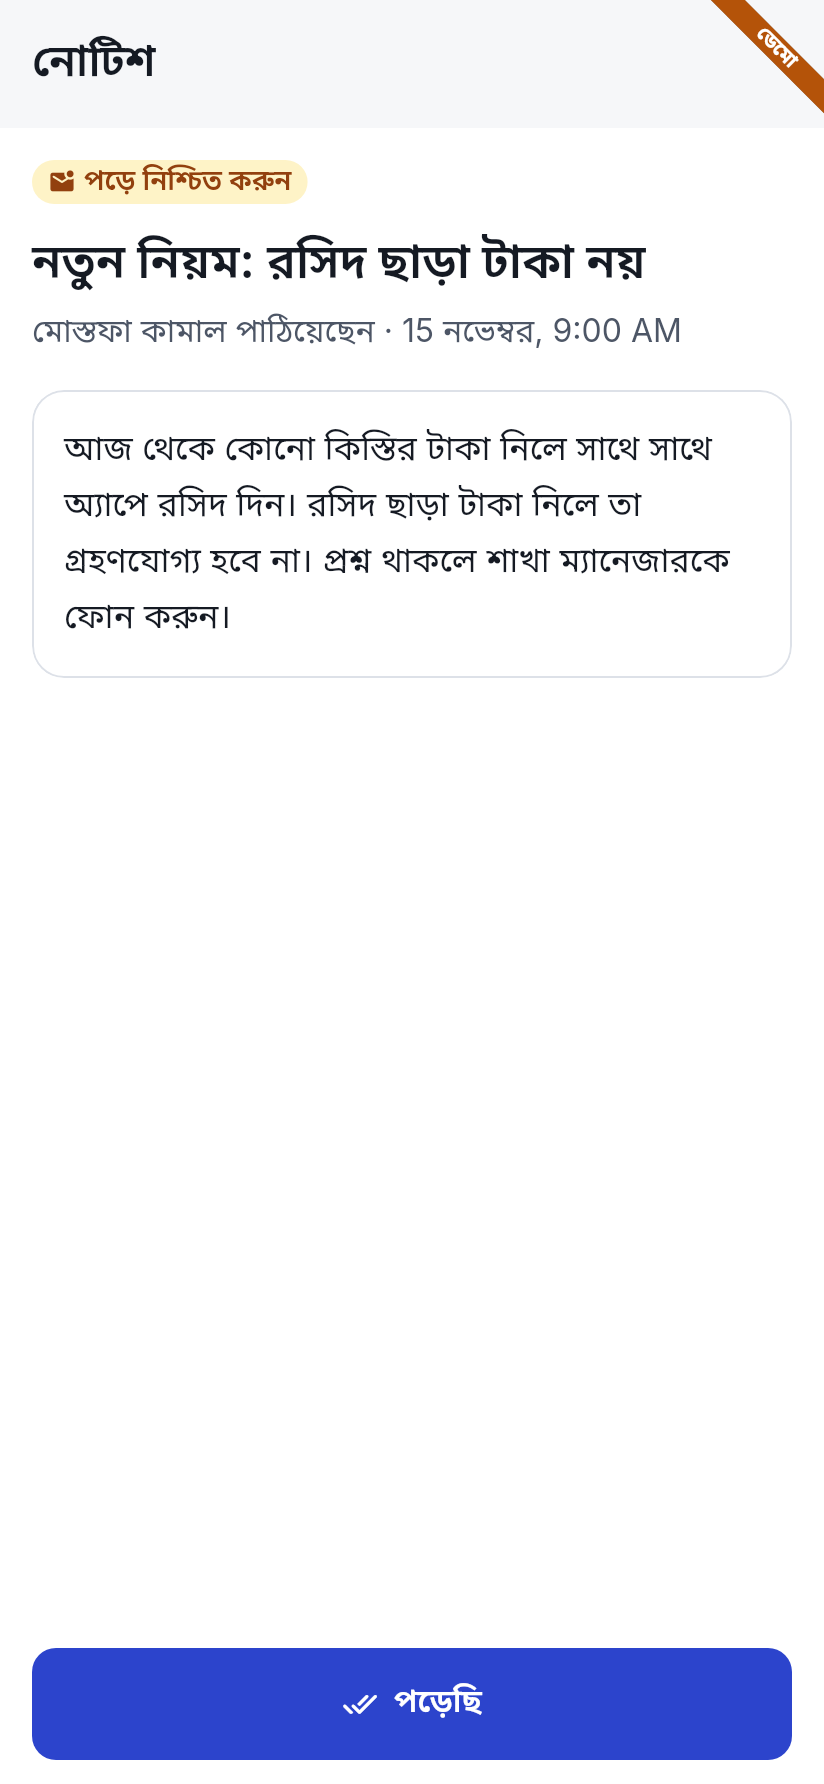 নোটিশ
ডেমো
পড়ে নিশ্চিত করুন
নতুন নিয়ম: রসিদ ছাড়া টাকা নয়
মোস্তফা কামাল পাঠিয়েছেন · 15 নভেম্বর, 9:00 AM
আজ থেকে কোনো কিস্তির টাকা নিলে সাথে সাথে
অ্যাপে রসিদ দিন। রসিদ ছাড়া টাকা নিলে তা
গ্রহণযোগ্য হবে না। প্রশ্ন থাকলে শাখা ম্যানেজারকে
ফোন করুন।
পড়েছি